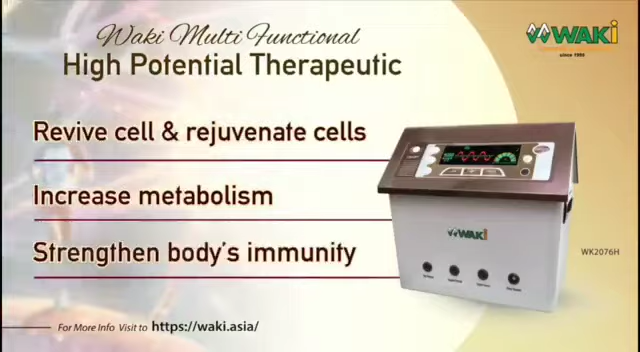 Waki Multi Functional
High Potential Therapeutic
WAKi
since 1995
Revive cell & rejuvenate cells
Increase metabolism
Strengthen body's immunity
WAKi
WK2076H
For More Info Visit to https://waki.asia/